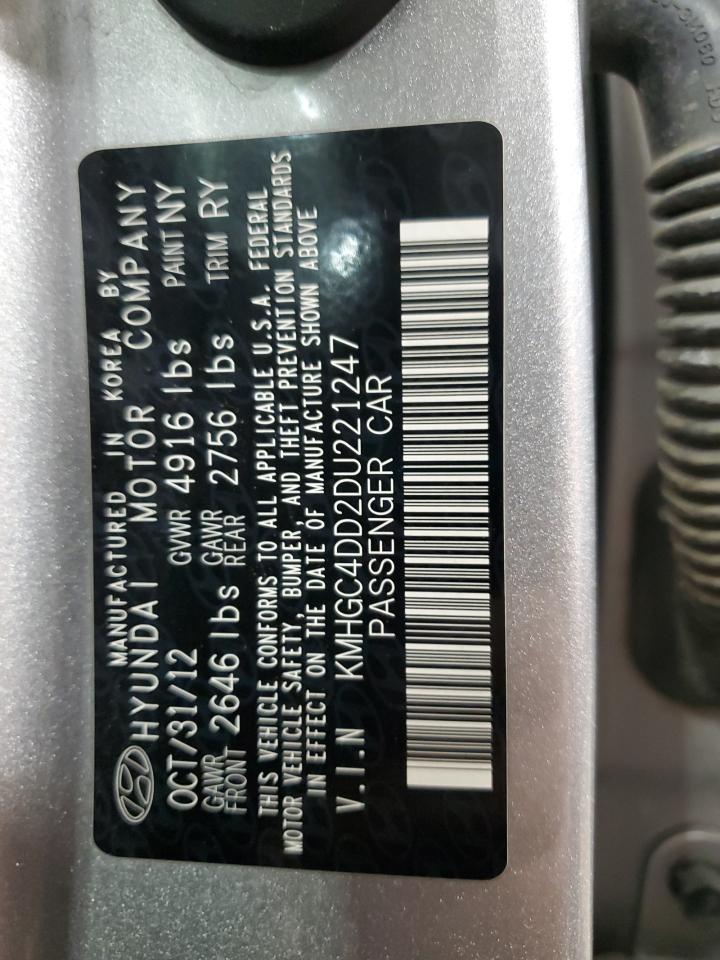 MANUFACTURED IN KOREA BY
HYUNDAI MOTOR COMPANY
OCT/31/12 GVWR 4916 lbs PAINT NY
GAWR FRONT 2646 lbs GAWR REAR 2756 lbs TRIM RY
THIS VEHICLE CONFORMS TO ALL APPLICABLE U.S.A. FEDERAL
MOTOR VEHICLE SAFETY, BUMPER, AND THEFT PREVENTION STANDARDS
IN EFFECT ON THE DATE OF MANUFACTURE SHOWN ABOVE
V.I.N KMHGC4DD2DU221247
PASSENGER CAR